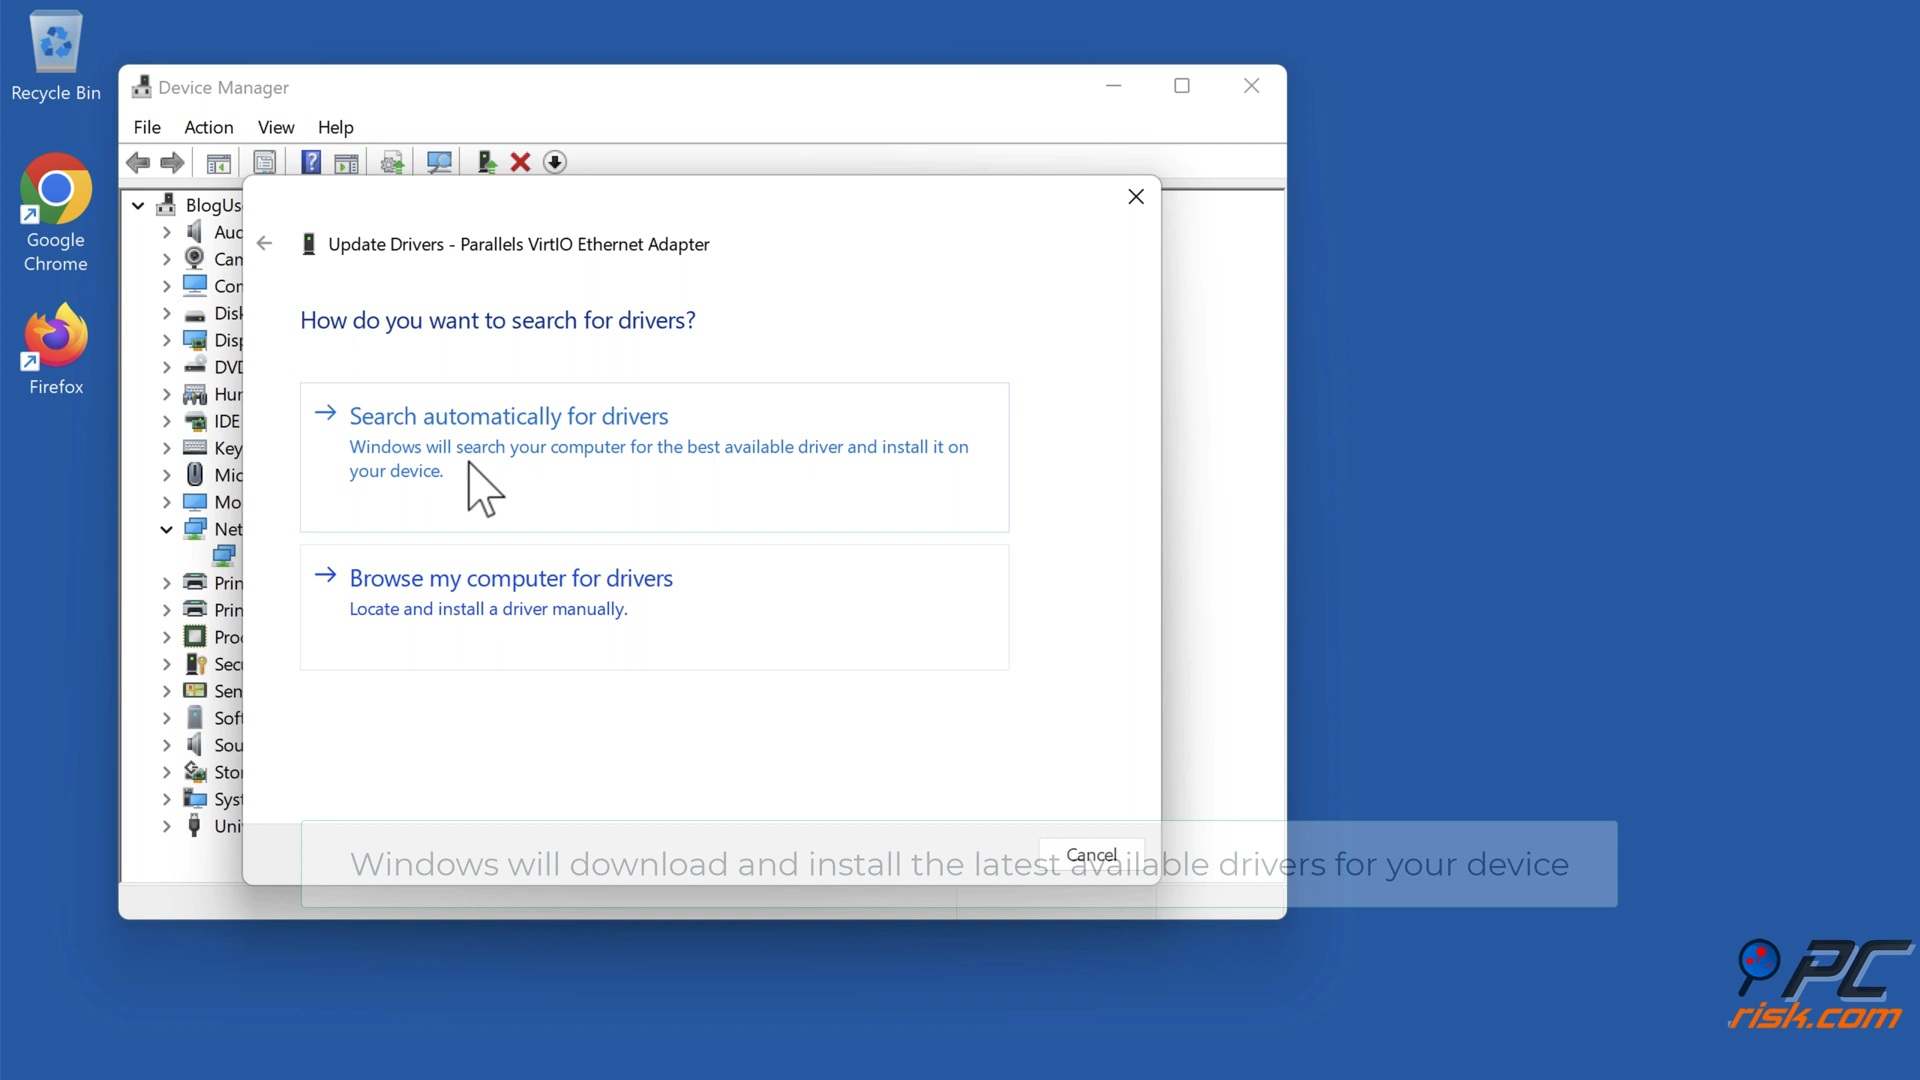 Recycle Bin
Google
Chrome
Firefox
Device Manager
File Action View Help
BlogUs
Aud
Can
Cor
Disk
Disp
DVD
Hur
IDE
Key
Mic
Mo
Net
Prin
Prin
Proc
Sec
Sen
Soft
Sou
Stor
Syst
Uni
Update Drivers - Parallels VirtIO Ethernet Adapter
How do you want to search for drivers?
Search automatically for drivers
Windows will search your computer for the best available driver and install it on
your device.
Browse my computer for drivers
Locate and install a driver manually.
Cancel
Windows will download and install the latest available drivers for your device
PC
risk.com